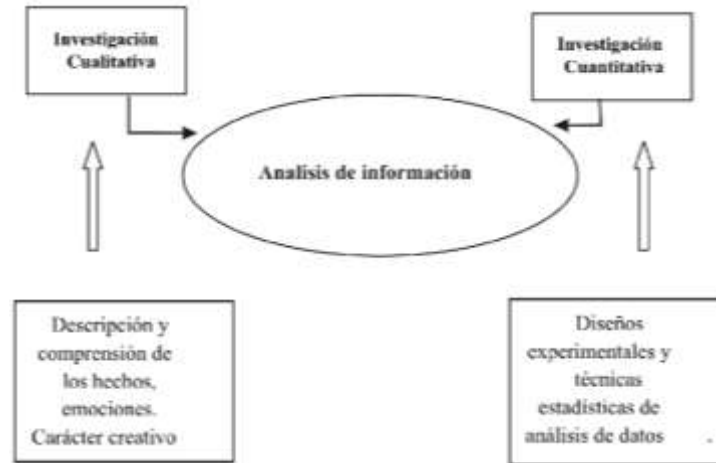 Investigación
Cualitativa
Investigación
Cuantitativa
Analisis de información
Descripción y
comprensión de
los hechos,
emociones.
Carácter creativo
Diseños
experimentales y
técnicas
estadísticas de
análisis de datos .